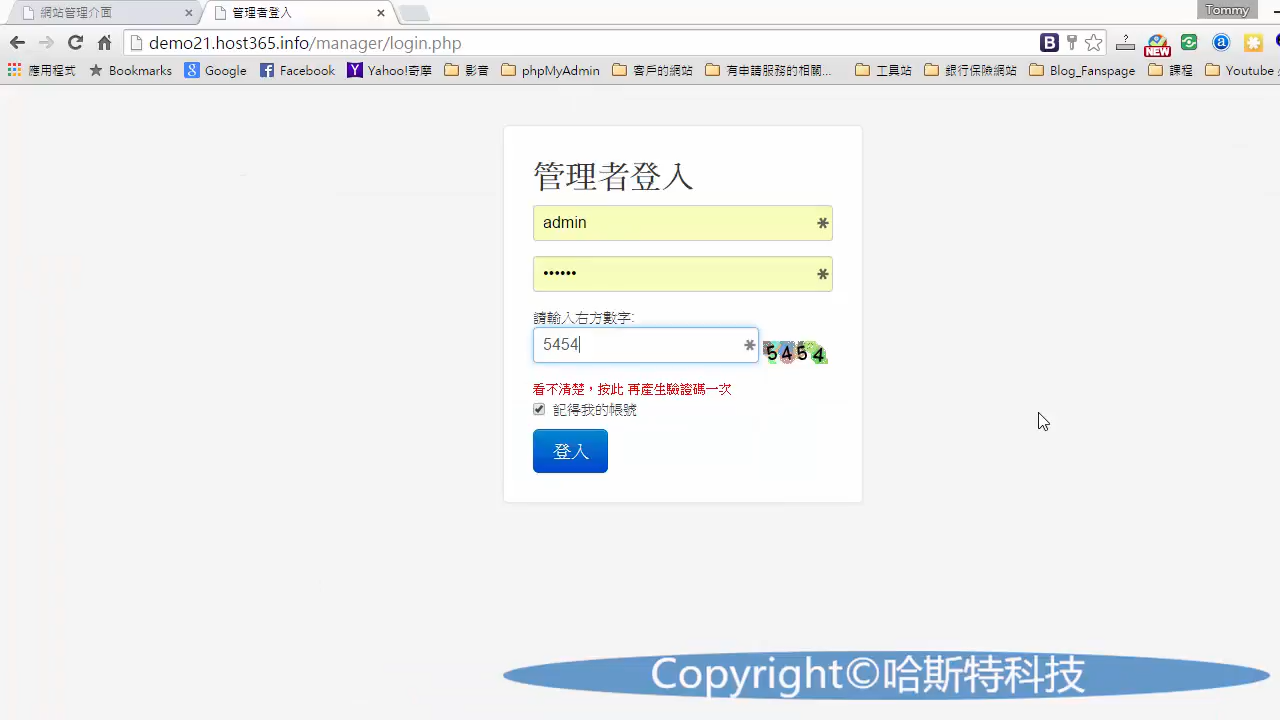 網站管理介面
管理者登入
Tommy
demo21.host365.info/manager/login.php
B
NEW
a
應用程式
Bookmarks
Google
Facebook
Yahoo!奇摩
影音
phpMyAdmin
客戶的網站
有申請服務的相關...
工具站
銀行保險網站
Blog_Fanspage
課程
Youtube
管理者登入
admin
••••••
請輸入右方數字:
5454
5454
看不清楚，按此 再產生驗證碼一次
記得我的帳號
登入
Copyright©哈斯特科技